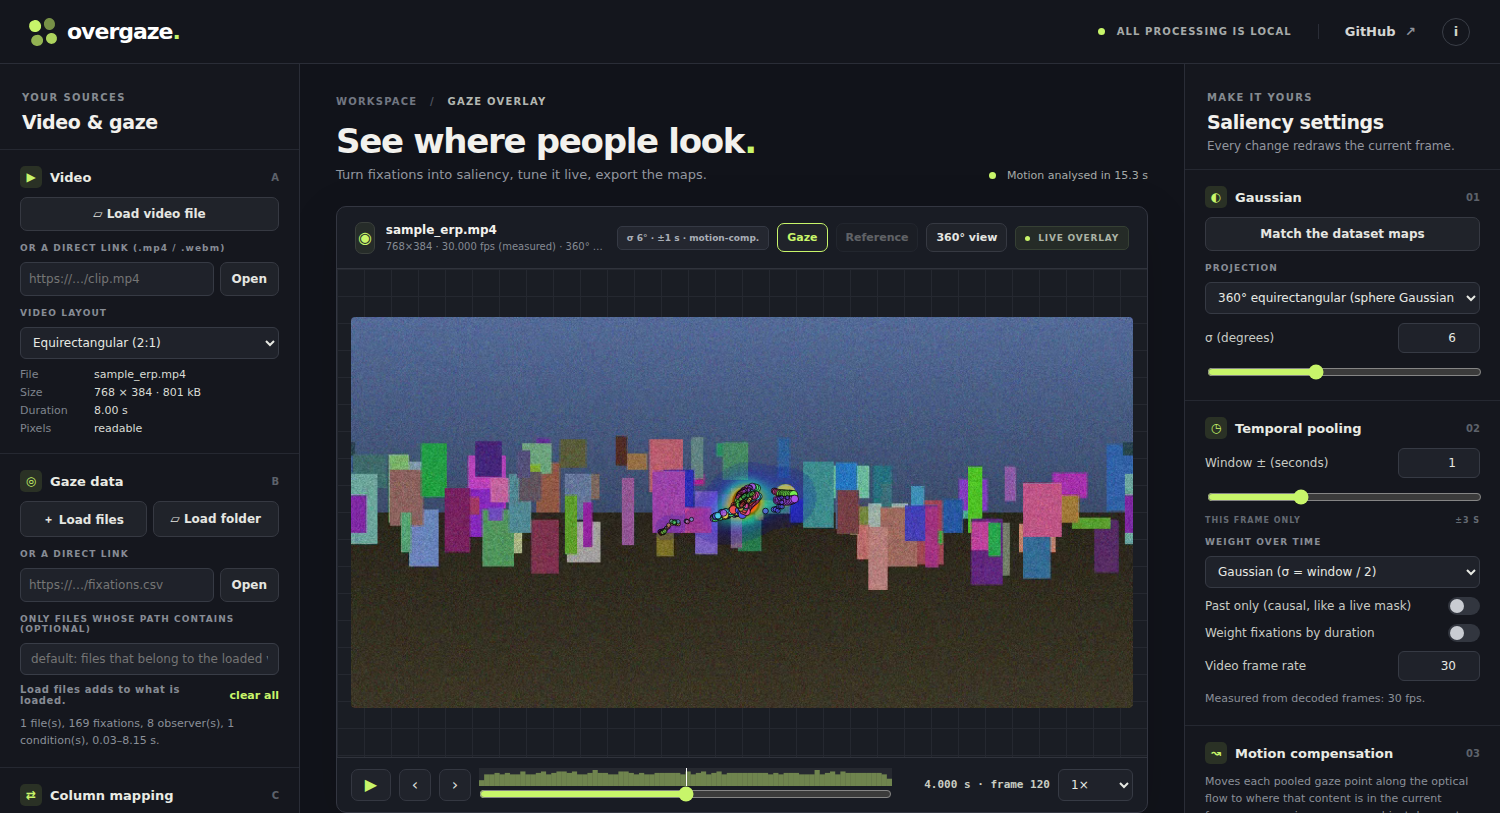 overgaze.
ALL PROCESSING IS LOCAL
GitHub ↗
i
YOUR SOURCES
Video & gaze
Video
A
Load video file
OR A DIRECT LINK (.mp4 / .webm)
https://…/clip.mp4
Open
VIDEO LAYOUT
Equirectangular (2:1)
File sample_erp.mp4
Size 768 × 384 · 801 kB
Duration 8.00 s
Pixels readable
Gaze data
B
+ Load files
Load folder
OR A DIRECT LINK
https://…/fixations.csv
Open
ONLY FILES WHOSE PATH CONTAINS
(OPTIONAL)
default: files that belong to the loaded
Load files adds to what is
loaded.
clear all
1 file(s), 169 fixations, 8 observer(s), 1
condition(s), 0.03–8.15 s.
Column mapping
C
WORKSPACE / GAZE OVERLAY
See where people look.
Turn fixations into saliency, tune it live, export the maps.
Motion analysed in 15.3 s
sample_erp.mp4
768×384 · 30.000 fps (measured) · 360° …
σ 6° · ±1 s · motion-comp.
Gaze
Reference
360° view
LIVE OVERLAY
4.000 s · frame 120
1×
MAKE IT YOURS
Saliency settings
Every change redraws the current frame.
Gaussian
01
Match the dataset maps
PROJECTION
360° equirectangular (sphere Gaussian
σ (degrees)
6
Temporal pooling
02
Window ± (seconds)
1
THIS FRAME ONLY
±3 S
WEIGHT OVER TIME
Gaussian (σ = window / 2)
Past only (causal, like a live mask)
Weight fixations by duration
Video frame rate
30
Measured from decoded frames: 30 fps.
Motion compensation
03
Moves each pooled gaze point along the optical
flow to where that content is in the current